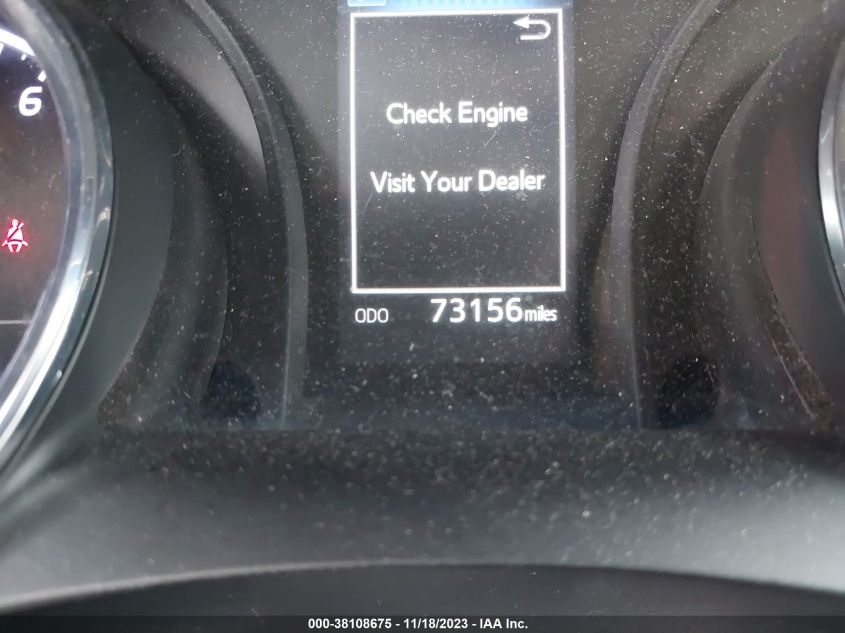 6
Check Engine
Visit Your Dealer
ODO 73156 miles
000-38108675 - 11/18/2023 - IAA Inc.